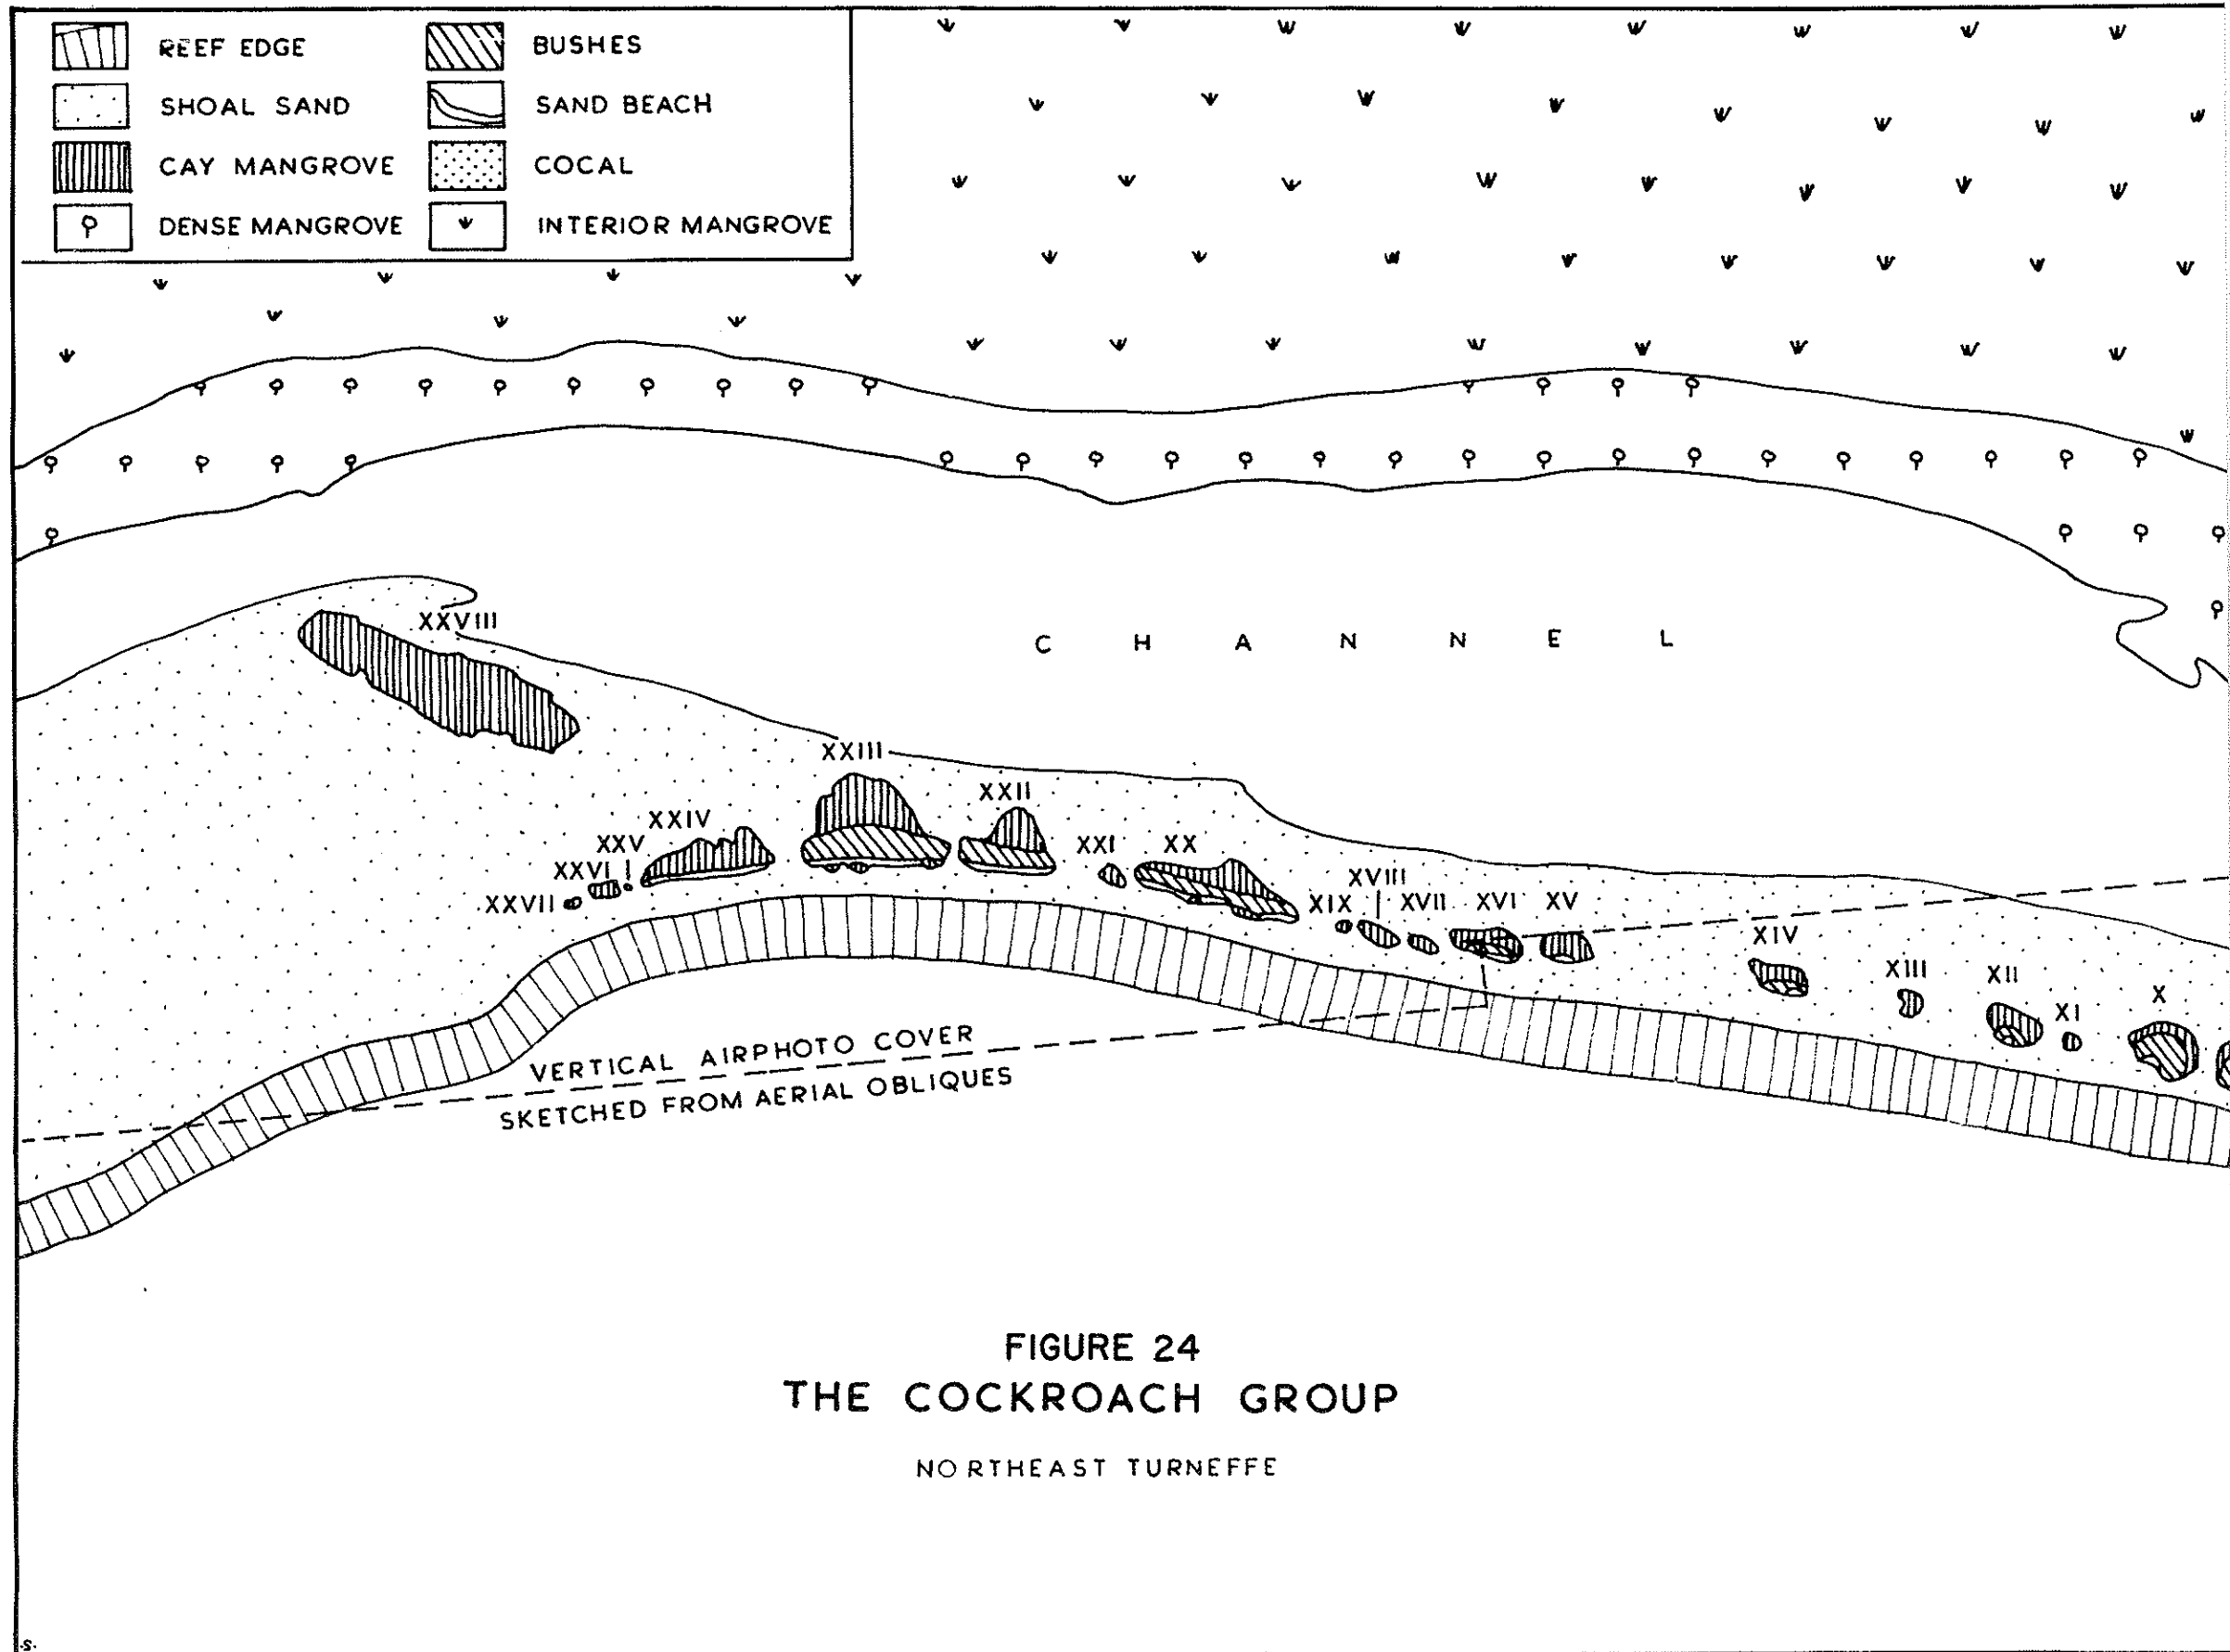 REEF EDGE
BUSHES
SHOAL SAND
SAND BEACH
CAY MANGROVE
COCAL
DENSE MANGROVE
INTERIOR MANGROVE
XXVIII
CHANNEL
XXIII
XXII
XXIV
XXV
XXVI
XXVII
XXI
XX
XIX
XVIII
XVII
XVI
XV
XIV
XIII
XII
XI
X
VERTICAL AIRPHOTO COVER
SKETCHED FROM AERIAL OBLIQUES
FIGURE 24
THE COCKROACH GROUP
NORTHEAST TURNEFFE
.S.